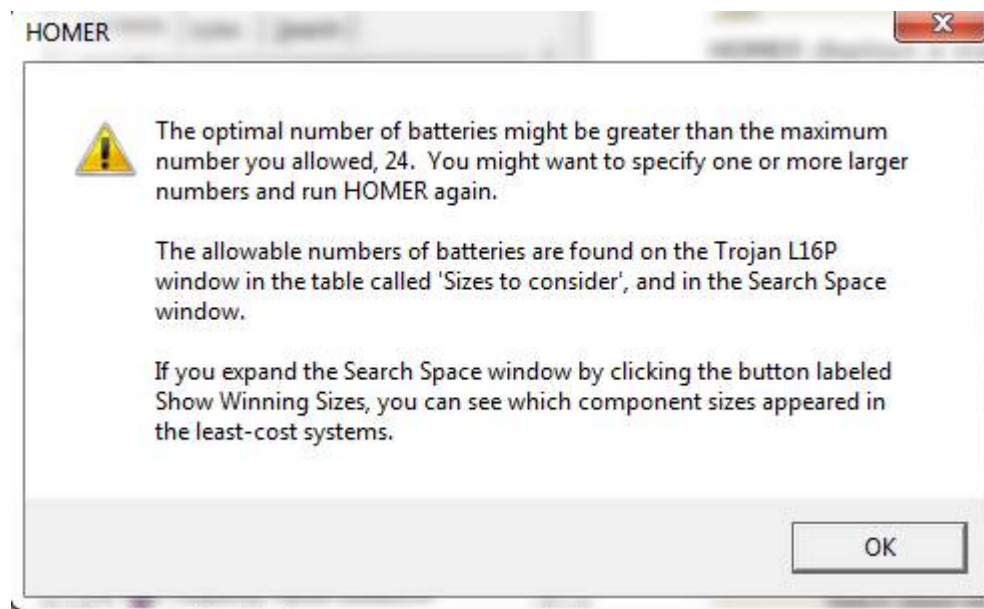 HOMER
The optimal number of batteries might be greater than the maximum
number you allowed, 24.  You might want to specify one or more larger
numbers and run HOMER again.
The allowable numbers of batteries are found on the Trojan L16P
window in the table called 'Sizes to consider', and in the Search Space
window.
If you expand the Search Space window by clicking the button labeled
Show Winning Sizes, you can see which component sizes appeared in
the least-cost systems.
OK